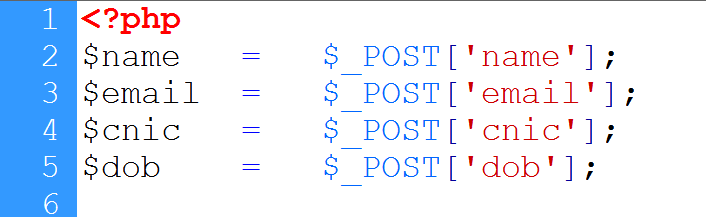 1 <?php
2 $name   =   $_POST['name'];
3 $email  =   $_POST['email'];
4 $cnic   =   $_POST['cnic'];
5 $dob    =   $_POST['dob'];
6